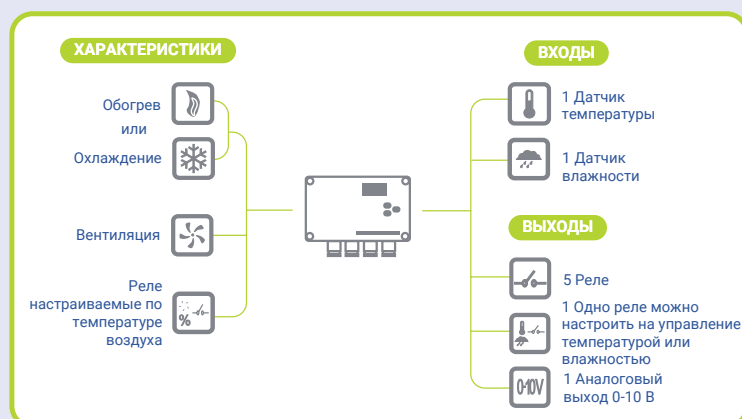 ХАРАКТЕРИСТИКИ
Обогрев
или
Охлаждение
Вентиляция
Реле
настраиваемые по
температуре
воздуха
%
ВХОДЫ
1 Датчик
температуры
1 Датчик
влажности
ВЫХОДЫ
5 Реле
1 Одно реле можно
настроить на управление
температурой или
влажностью
0-10V
1 Аналоговый
выход 0-10 В